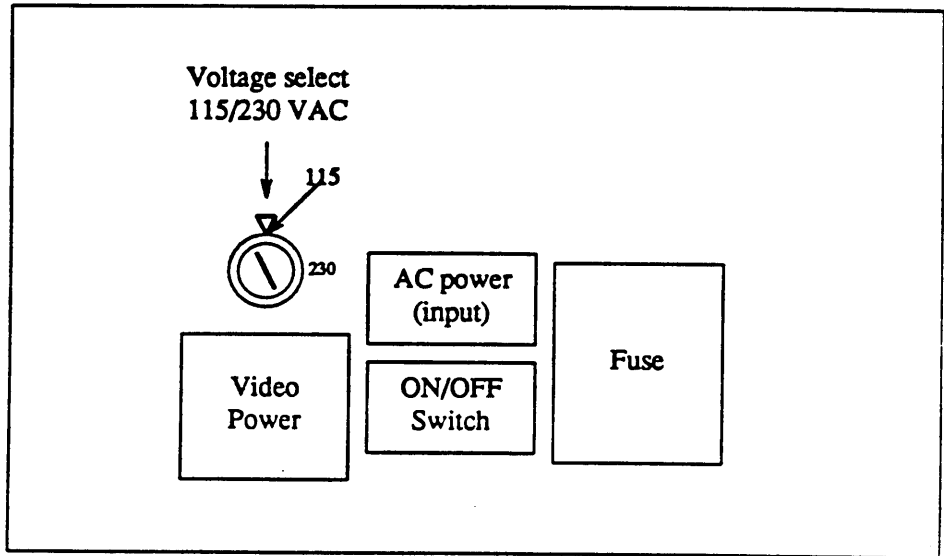 Voltage select
115/230 VAC
115
230
AC power
(input)
Fuse
Video
Power
ON/OFF
Switch